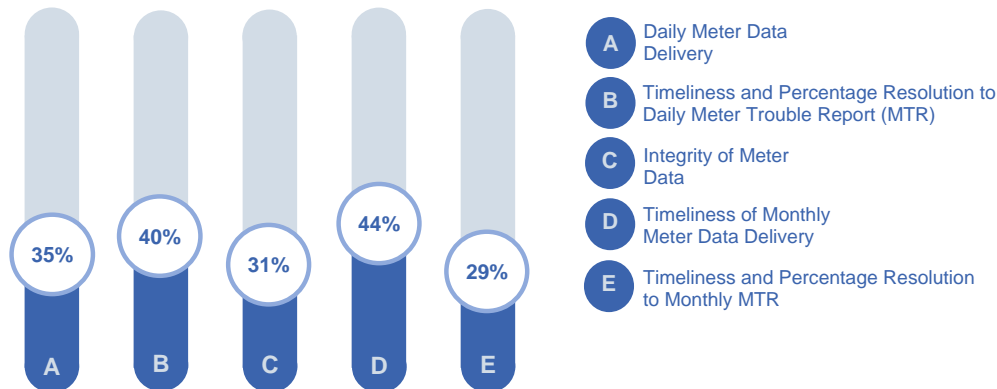 35%
40%
31%
44%
29%
A
B
C
D
E
A
Daily Meter Data
Delivery
B
Timeliness and Percentage Resolution to
Daily Meter Trouble Report (MTR)
C
Integrity of Meter
Data
D
Timeliness of Monthly
Meter Data Delivery
E
Timeliness and Percentage Resolution
to Monthly MTR